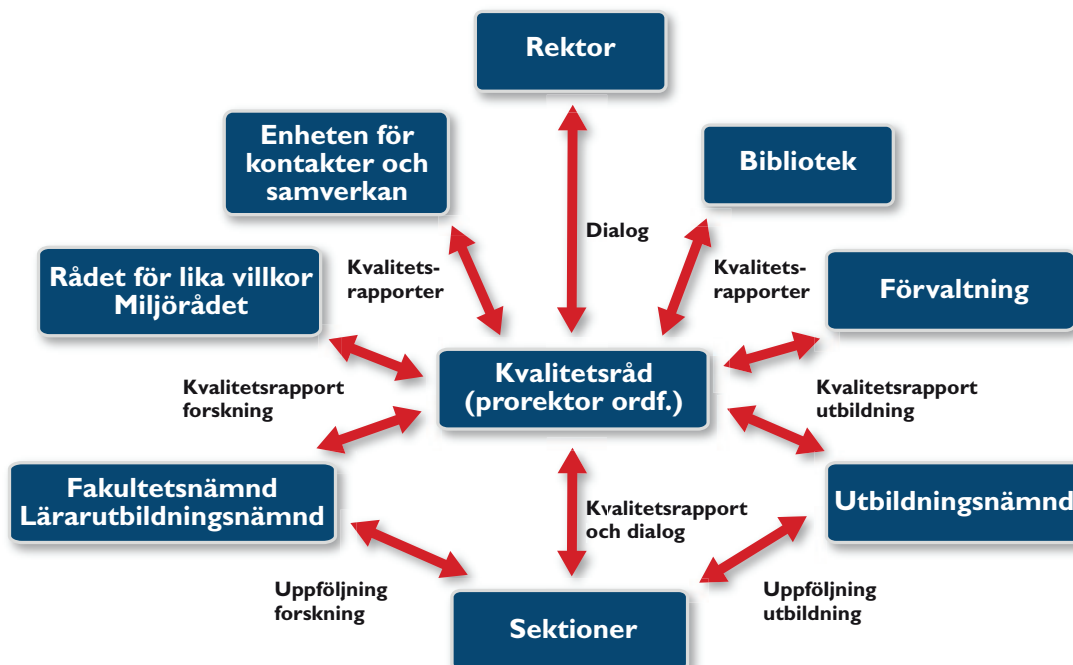 Rektor
Enheten för
kontakter och
samverkan
Bibliotek
Dialog
Kvalitets-
rapporter
Kvalitets-
rapporter
Rådet för lika villkor
Miljörådet
Förvaltning
Kvalitetsråd
(prorektor ordf.)
Kvalitetsrapport
forskning
Kvalitetsrapport
utbildning
Fakultetsnämnd
Lärarutbildningsnämnd
Utbildningsnämnd
Kvalitetsrapport
och dialog
Uppföljning
forskning
Uppföljning
utbildning
Sektioner